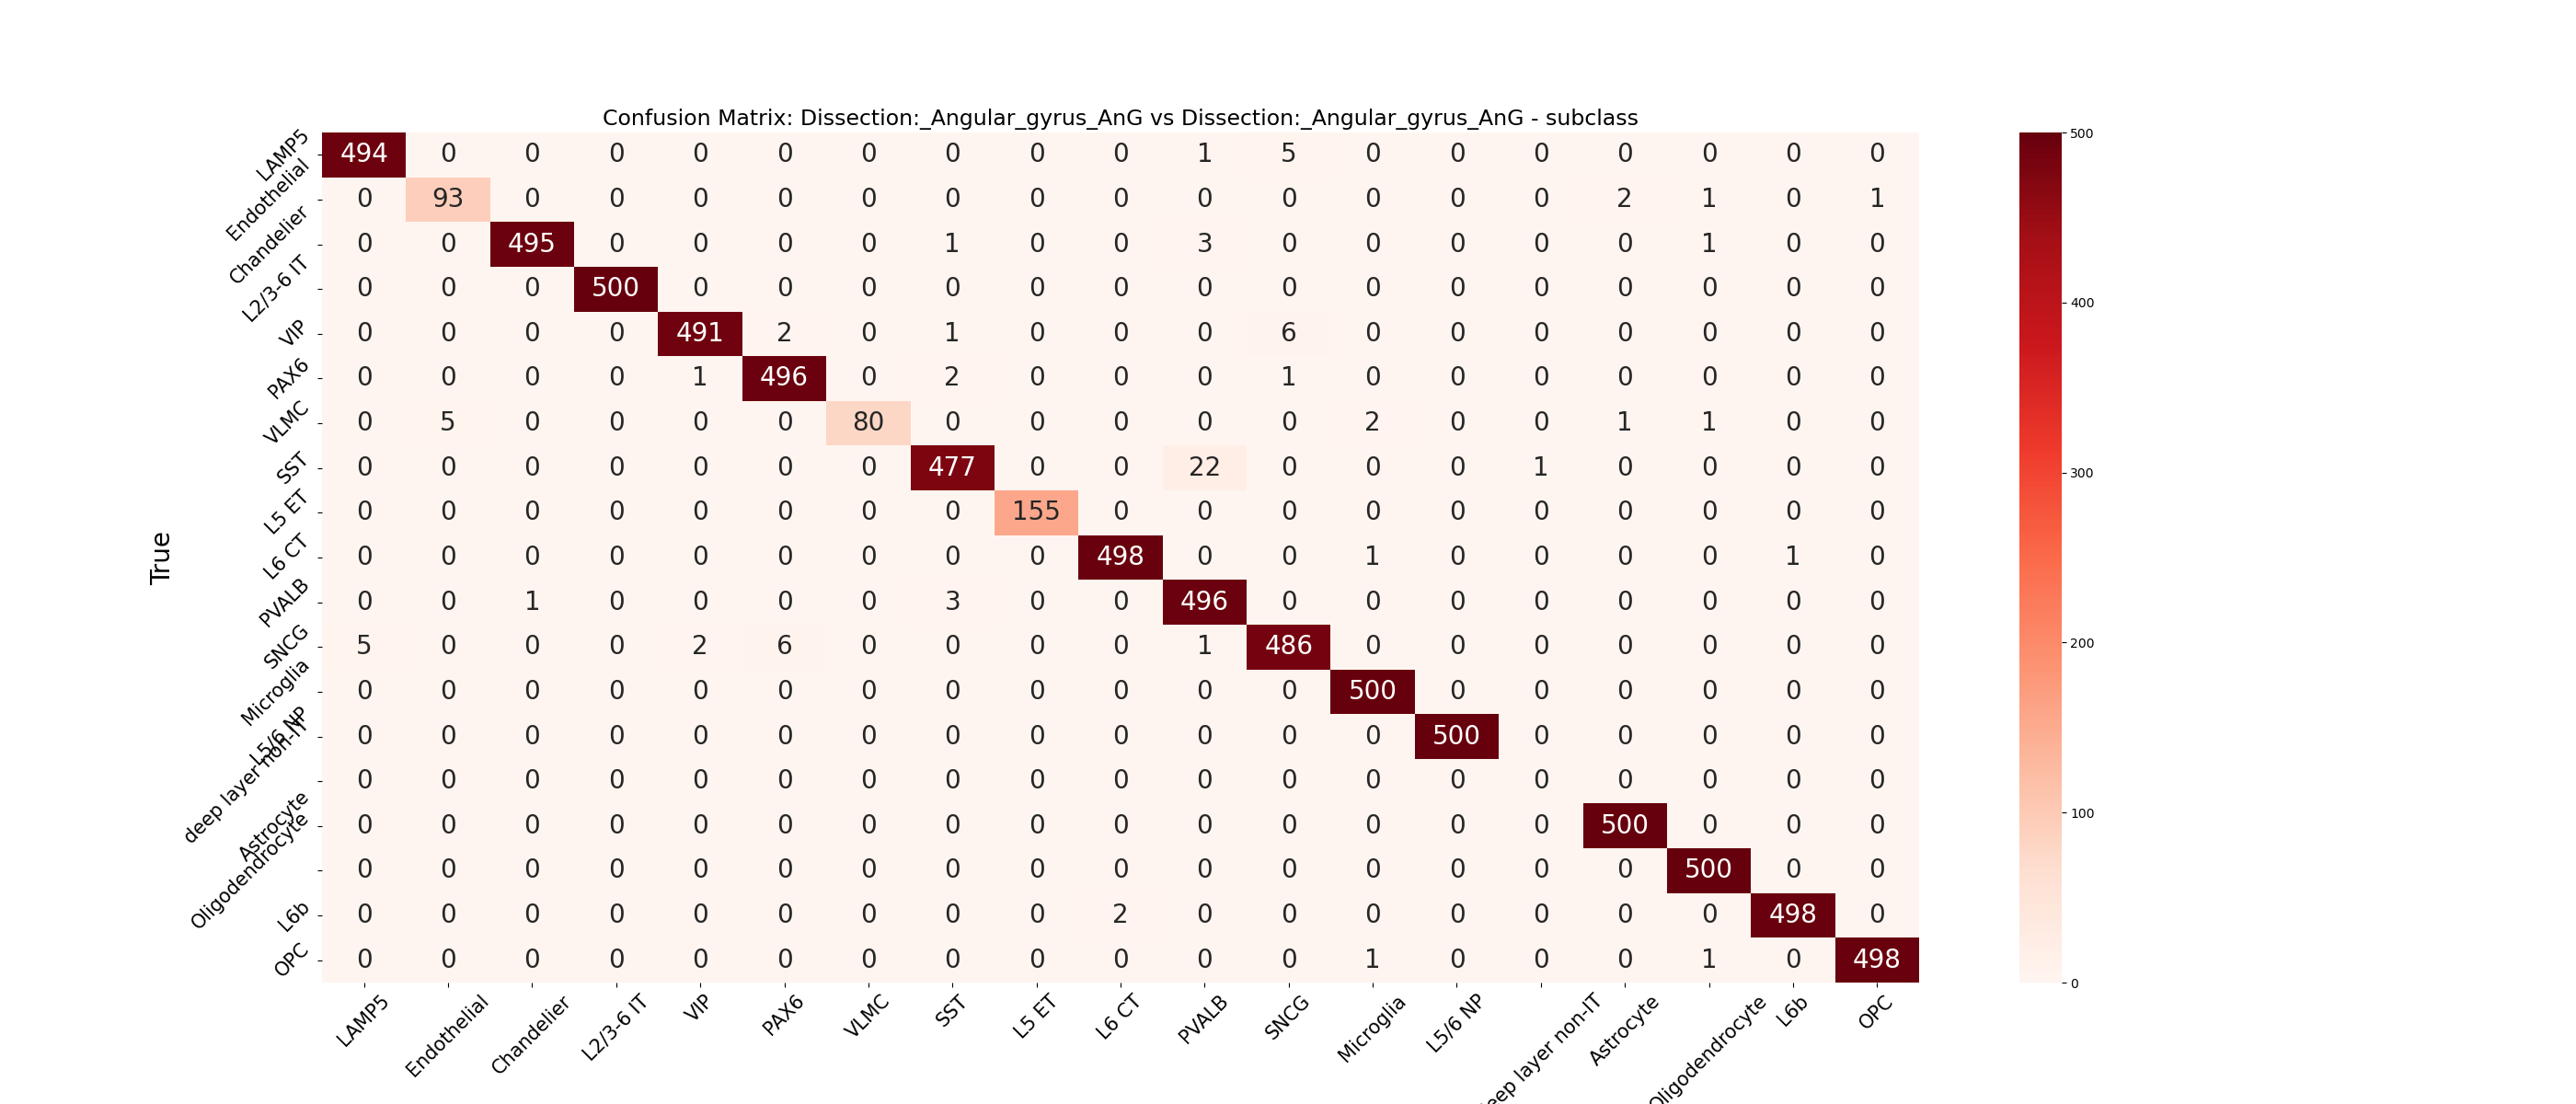 Confusion Matrix: Dissection:_Angular_gyrus_AnG vs Dissection:_Angular_gyrus_AnG - subclass
LAMP5 494 0 0 0 0 0 0 0 0 0 1 5 0 0 0 0 0 0 0
Endothelial 0 93 0 0 0 0 0 0 0 0 0 0 0 0 0 2 1 0 1
Chandelier 0 0 495 0 0 0 0 1 0 0 3 0 0 0 0 0 1 0 0
L2/3-6 IT 0 0 0 500 0 0 0 0 0 0 0 0 0 0 0 0 0 0 0
VIP 0 0 0 0 491 2 0 1 0 0 0 6 0 0 0 0 0 0 0
PAX6 0 0 0 0 1 496 0 2 0 0 0 1 0 0 0 0 0 0 0
VLMC 0 5 0 0 0 0 80 0 0 0 0 0 2 0 0 1 1 0 0
SST 0 0 0 0 0 0 0 477 0 0 22 0 0 0 1 0 0 0 0
L5 ET 0 0 0 0 0 0 0 0 155 0 0 0 0 0 0 0 0 0 0
L6 CT 0 0 0 0 0 0 0 0 0 498 0 0 1 0 0 0 0 1 0
PVALB 0 0 1 0 0 0 0 3 0 0 496 0 0 0 0 0 0 0 0
SNCG 5 0 0 0 2 6 0 0 0 0 1 486 0 0 0 0 0 0 0
Microglia 0 0 0 0 0 0 0 0 0 0 0 0 500 0 0 0 0 0 0
L5/6 NP 0 0 0 0 0 0 0 0 0 0 0 0 0 500 0 0 0 0 0
deep layer non-IT 0 0 0 0 0 0 0 0 0 0 0 0 0 0 0 0 0 0 0
Astrocyte 0 0 0 0 0 0 0 0 0 0 0 0 0 0 0 500 0 0 0
Oligodendrocyte 0 0 0 0 0 0 0 0 0 0 0 0 0 0 0 0 500 0 0
L6b 0 0 0 0 0 0 0 0 0 2 0 0 0 0 0 0 0 498 0
OPC 0 0 0 0 0 0 0 0 0 0 0 0 1 0 0 0 1 0 498
True
LAMP5 Endothelial Chandelier L2/3-6 IT VIP PAX6 VLMC SST L5 ET L6 CT PVALB SNCG Microglia L5/6 NP layer non-IT Astrocyte Oligodendrocyte L6b OPC
500
400
300
200
100
0